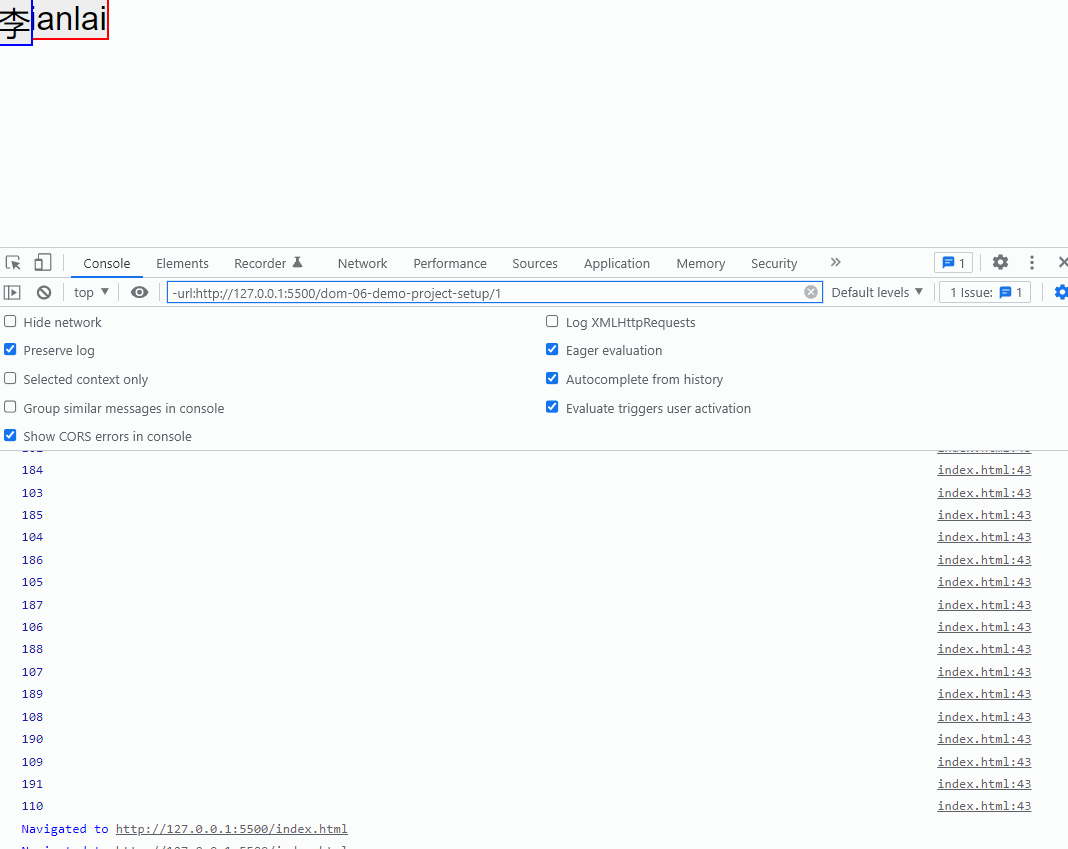 李ianlai
Console Elements Recorder Network Performance Sources Application Memory Security » 1
top -url:http://127.0.0.1:5500/dom-06-demo-project-setup/1 Default levels 1 Issue: 1
Hide network Log XMLHttpRequests
Preserve log Eager evaluation
Selected context only Autocomplete from history
Group similar messages in console Evaluate triggers user activation
Show CORS errors in console
184 index.html:43
103 index.html:43
185 index.html:43
104 index.html:43
186 index.html:43
105 index.html:43
187 index.html:43
106 index.html:43
188 index.html:43
107 index.html:43
189 index.html:43
108 index.html:43
190 index.html:43
109 index.html:43
191 index.html:43
110 index.html:43
Navigated to http://127.0.0.1:5500/index.html